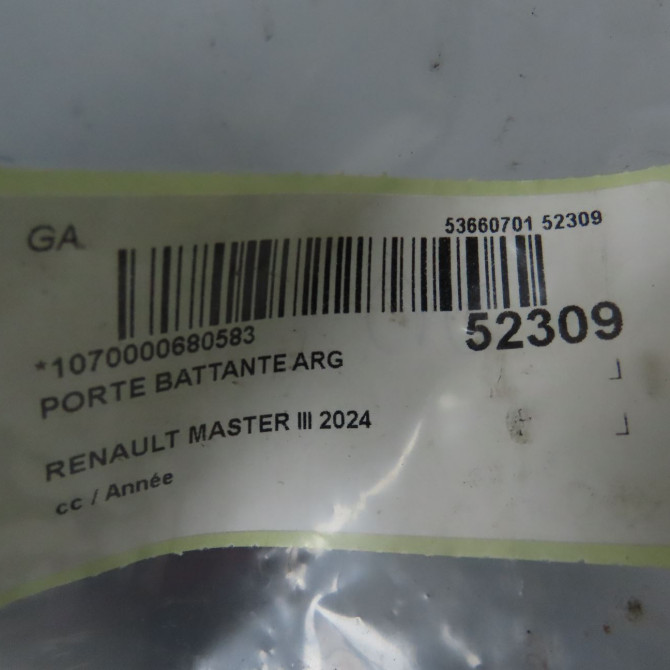 GA
53660701 52309
*1070000680583
52309
PORTE BATTANTE ARG
RENAULT MASTER III 2024
cc / Année